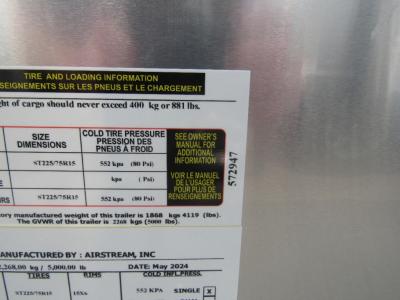 TIRE AND LOADING INFORMATION
NSEIGNEMENTS SUR LES PNEUS ET LE CHARGEMENT
ght of cargo should never exceed 400 kg or 881 lbs.
SIZE
DIMENSIONS
COLD TIRE PRESSURE
PRESSION DES
PNEUS À FROID
SEE OWNER'S
MANUAL FOR
ADDITIONAL
INFORMATION
VOIR LE MANUEL
DE L'USAGER
POUR PLUS DE
RENSEIGNEMENTS
ST225/75R15 552 kpa (80 Psi)
kpa ( Psi)
RS ST225/75R15 552 kpa (80 Psi)
572947
tory manufactured weight of this trailer is 1868 kgs 4119 (lbs).
The GVWR of this trailer is 2268 kgs (5000 lbs).
MANUFACTURED BY : AIRSTREAM, INC
2,268.00 kg / 5,000.00 lb DATE: May 2024
TIRES RIMS COLD INFL.PRESS.
ST225/75R15 15X6 552 KPA SINGLE X